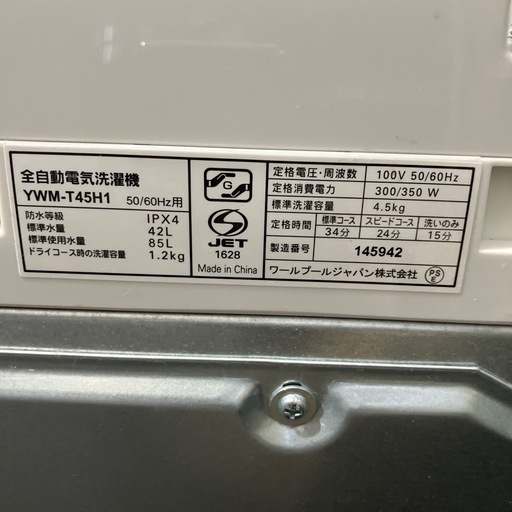 全自動電気洗濯機
YWM-T45H1 50/60Hz用
防水等級 IPX4
標準水量 42L
標準使用水量 85L
ドライコース時の洗濯容量 1.2kg
G
JET
1628
Made in China
定格電圧・周波数 100V 50/60Hz
定格消費電力 300/350 W
標準洗濯容量 4.5kg
定格時間 標準コース スピードコース 洗いのみ
34分 24分 15分
製造番号 145942
ワールプールジャパン株式会社 PS
E